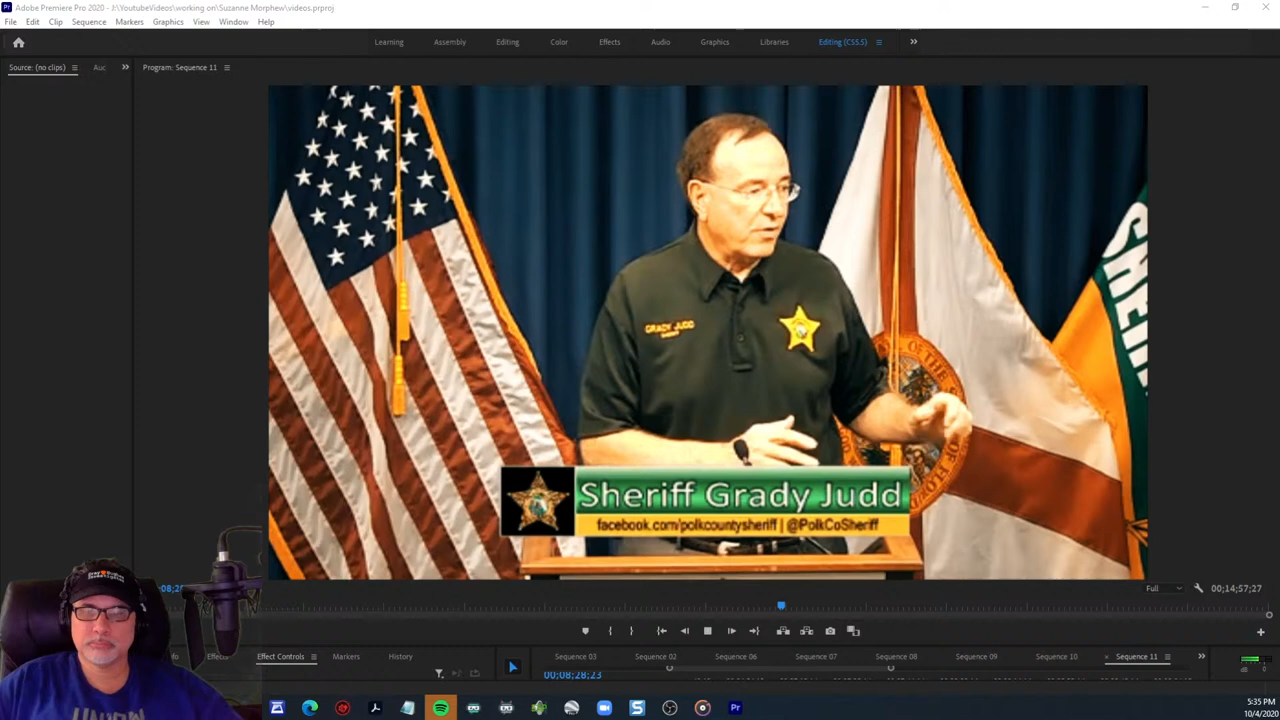 Adobe Premiere Pro 2020 - J:\YoutubeVideos\working on\Suzanne Morphew\videos.prproj
File Edit Clip Sequence Markers Graphics View Window Help
Learning Assembly Editing Color Effects Audio Graphics Libraries Editing (CS5.5)
Source: (no clips) Program: Sequence 11
SHERI
GRADY JUDD
Sheriff Grady Judd
facebook.com/polkcountysheriff | @PolkCoSheriff
Full 00;14;57;27
Effects Effect Controls Markers History Sequence 03 Sequence 02 Sequence 06 Sequence 07 Sequence 08 Sequence 09 Sequence 10 Sequence 11
00;08;28;23
5:35 PM
10/4/2020